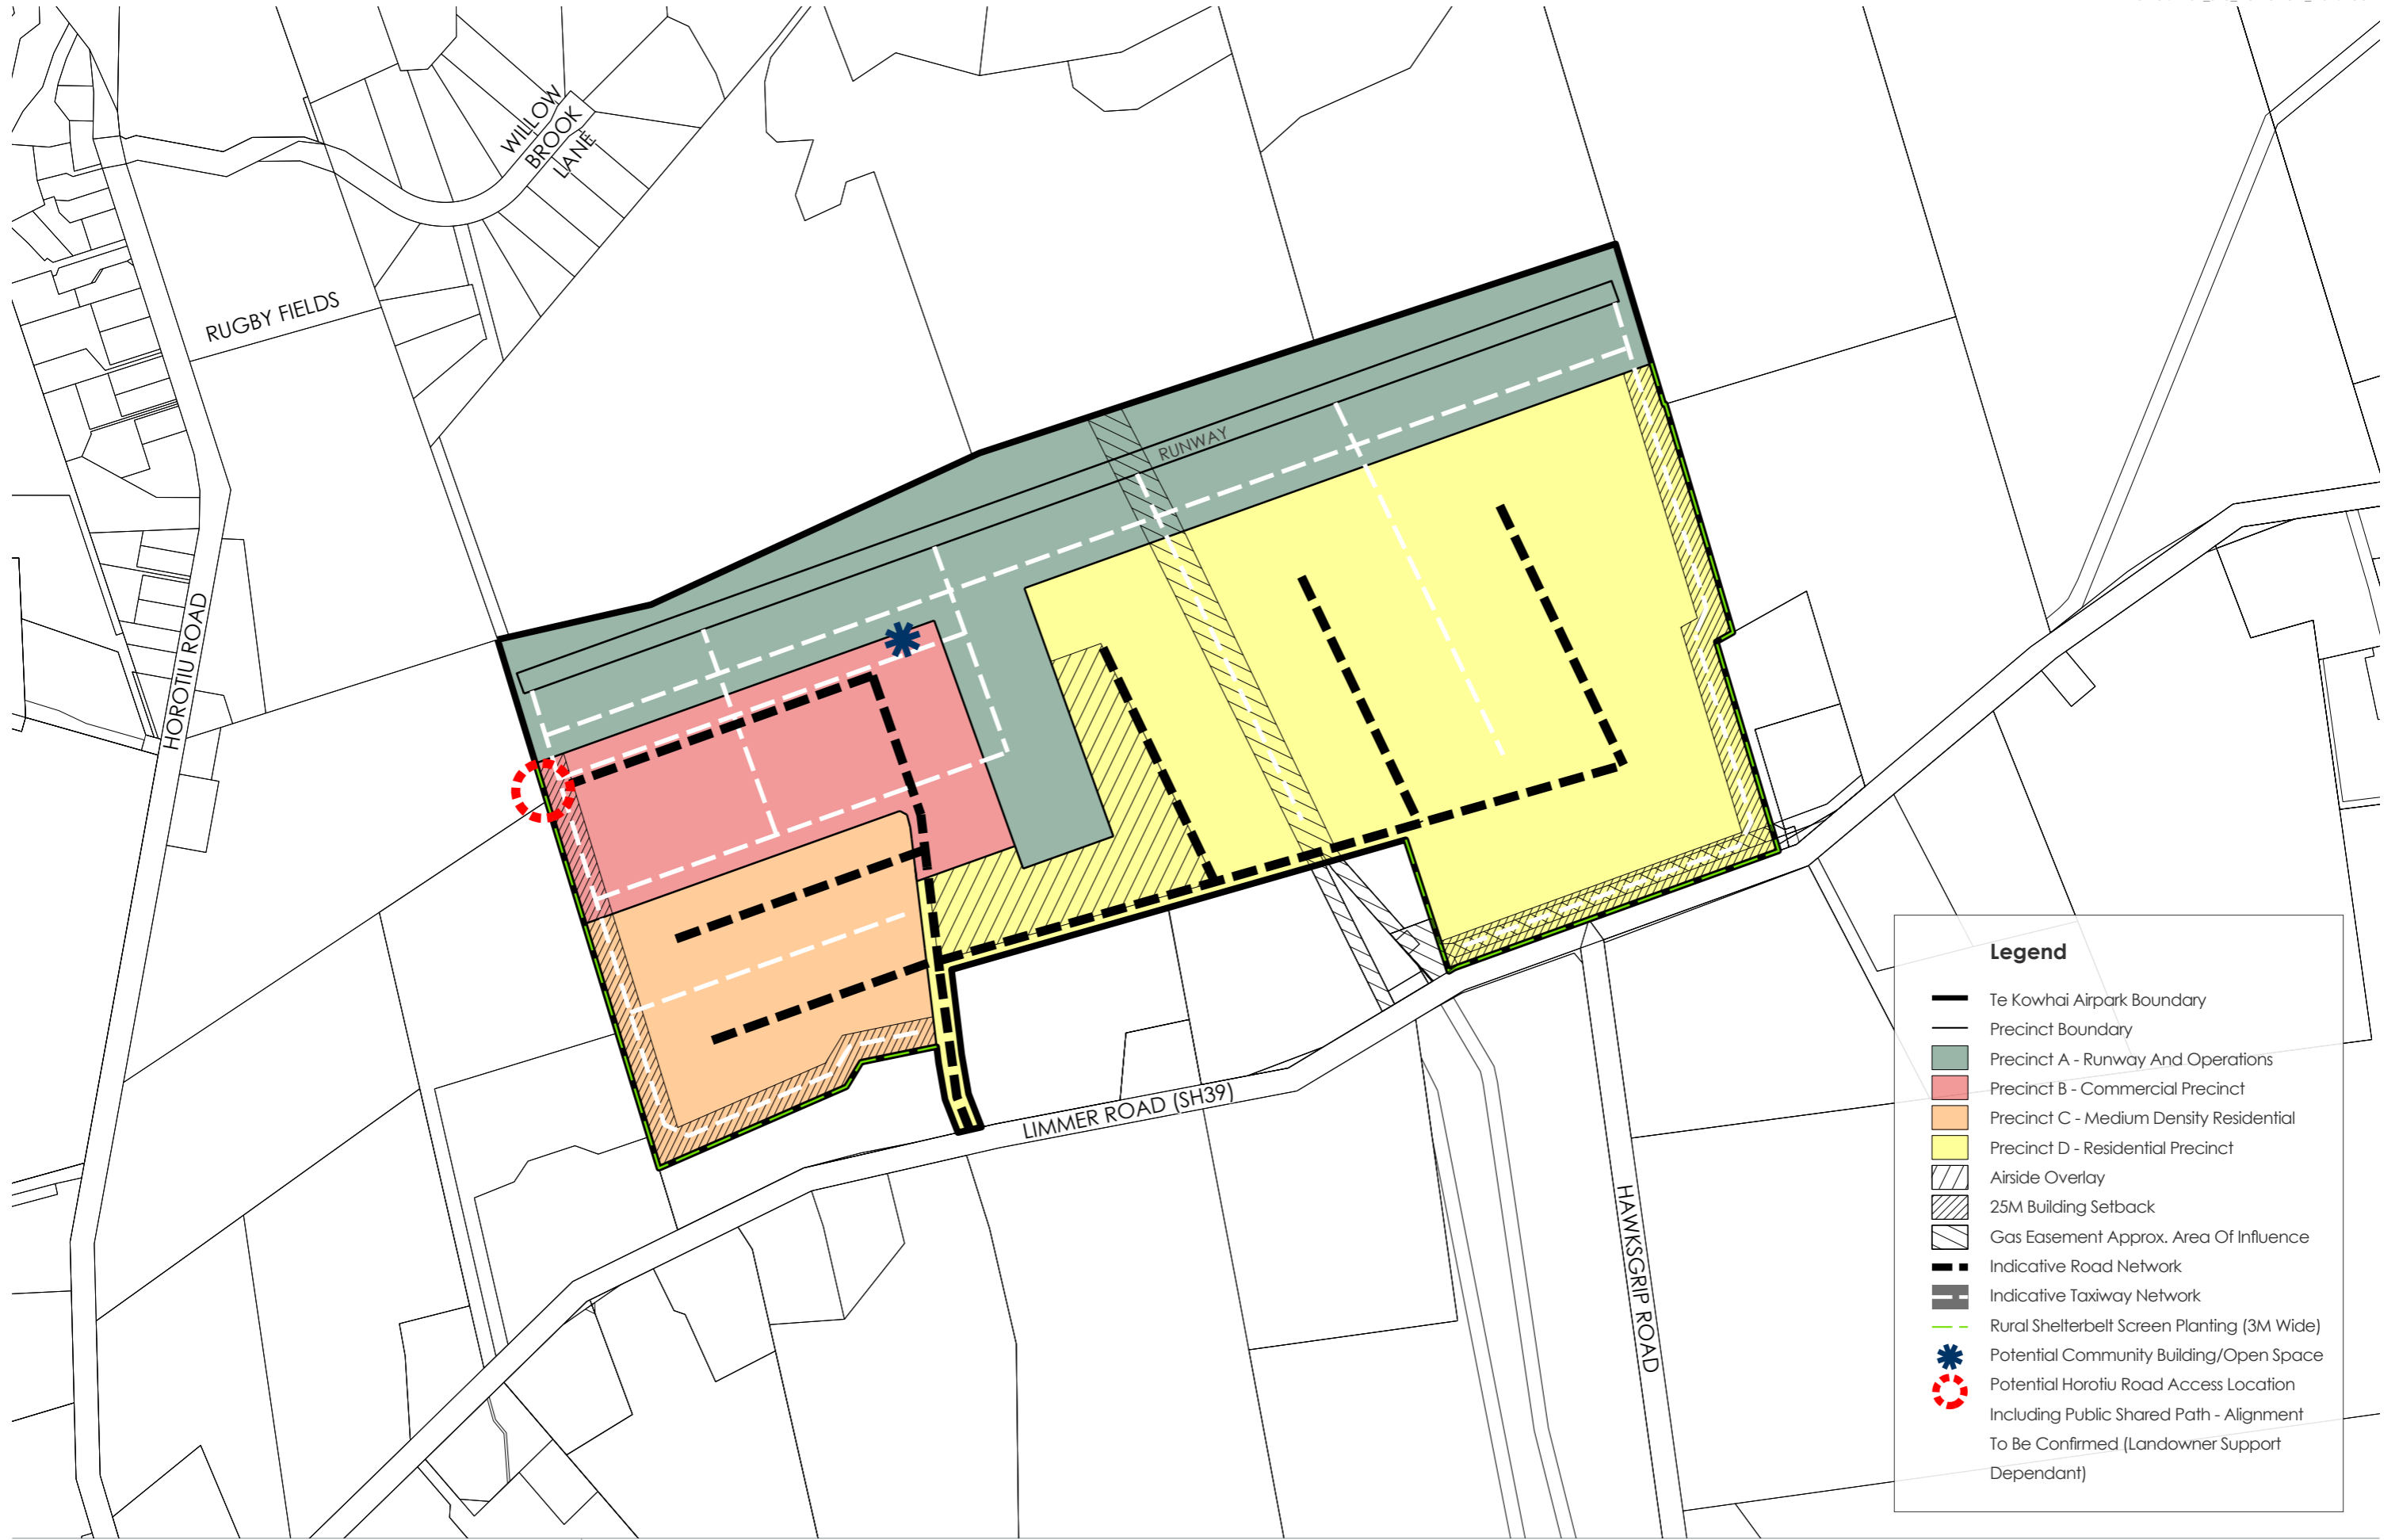 WILLOW
BROOK
LANE
RUGBY FIELDS
RUNWAY
HOROTIU ROAD
LIMMER ROAD (SH39)
HAWKSGRIP ROAD
Legend
Te Kowhai Airpark Boundary
Precinct Boundary
Precinct A - Runway And Operations
Precinct B - Commercial Precinct
Precinct C - Medium Density Residential
Precinct D - Residential Precinct
Airside Overlay
25M Building Setback
Gas Easement Approx. Area Of Influence
Indicative Road Network
Indicative Taxiway Network
Rural Shelterbelt Screen Planting (3M Wide)
Potential Community Building/Open Space
Potential Horotiu Road Access Location
Including Public Shared Path - Alignment
To Be Confirmed (Landowner Support
Dependant)